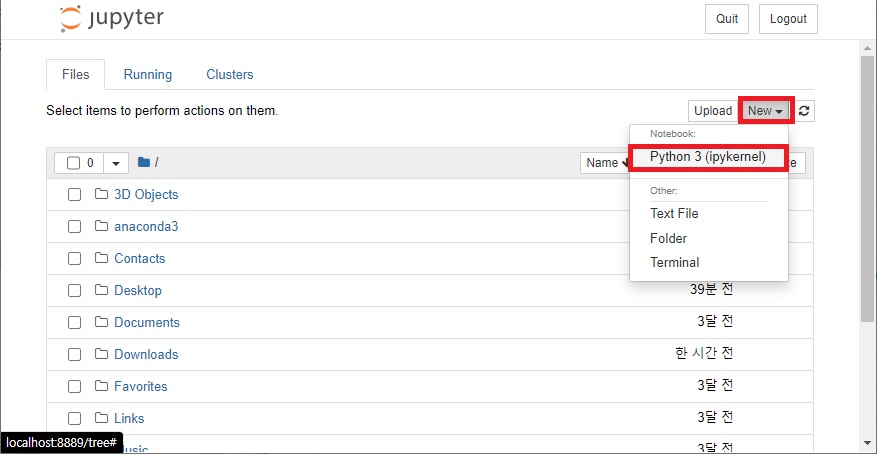 jupyter
Quit
Logout
Files
Running
Clusters
Select items to perform actions on them.
Upload
New
Notebook:
Python 3 (ipykernel)
Other:
Text File
Folder
Terminal
0
/
Name
3D Objects
anaconda3
Contacts
Desktop 39분 전
Documents 3달 전
Downloads 한 시간 전
Favorites 3달 전
Links 3달 전
3달 전
localhost:8889/tree#